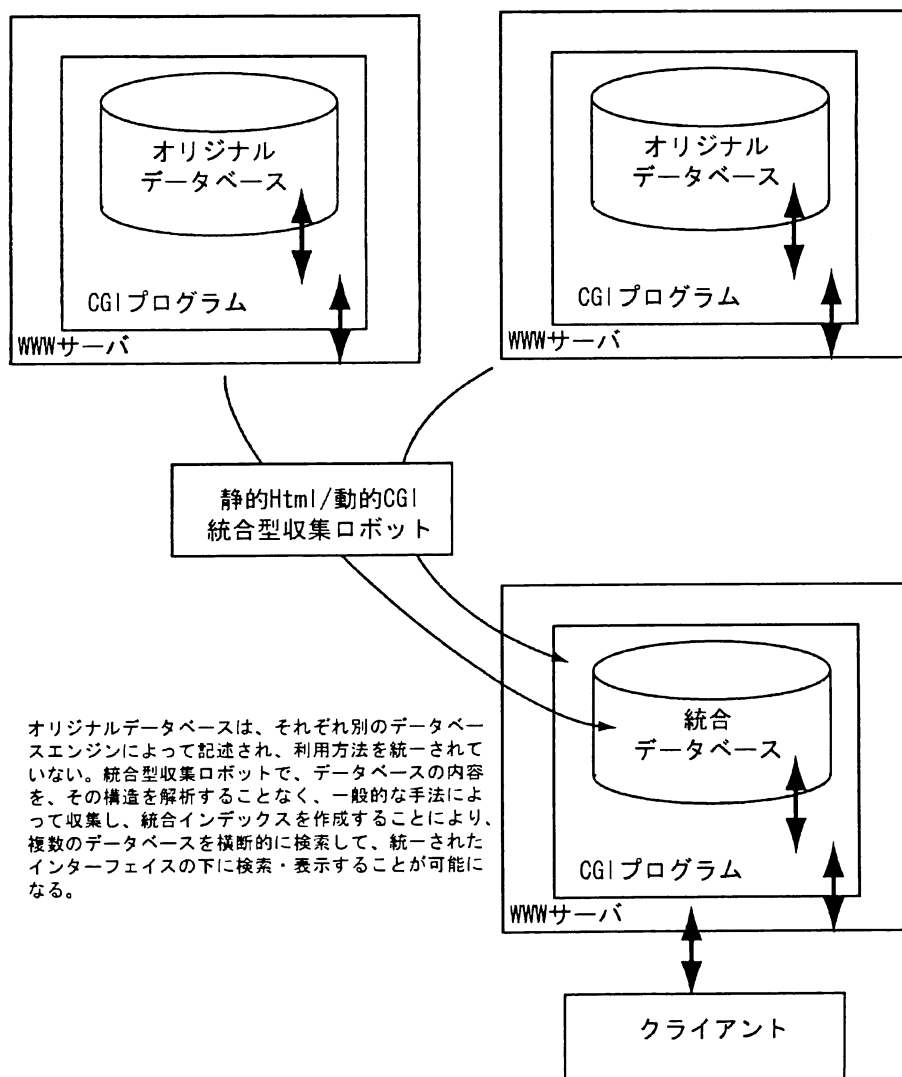 オリジナル
データベース
CGIプログラム
WWWサーバ
オリジナル
データベース
CGIプログラム
WWWサーバ
静的Html/動的CGI
統合型収集ロボット
オリジナルデータベースは、それぞれ別のデータベー
スエンジンによって記述され、利用方法を統一されて
いない。統合型収集ロボットで、データベースの内容
を、その構造を解析することなく、一般的な手法によ
って収集し、統合インデックスを作成することにより、
複数のデータベースを横断的に検索して、統一された
インターフェイスの下に検索・表示することが可能に
なる。
統合
データベース
CGIプログラム
WWWサーバ
クライアント